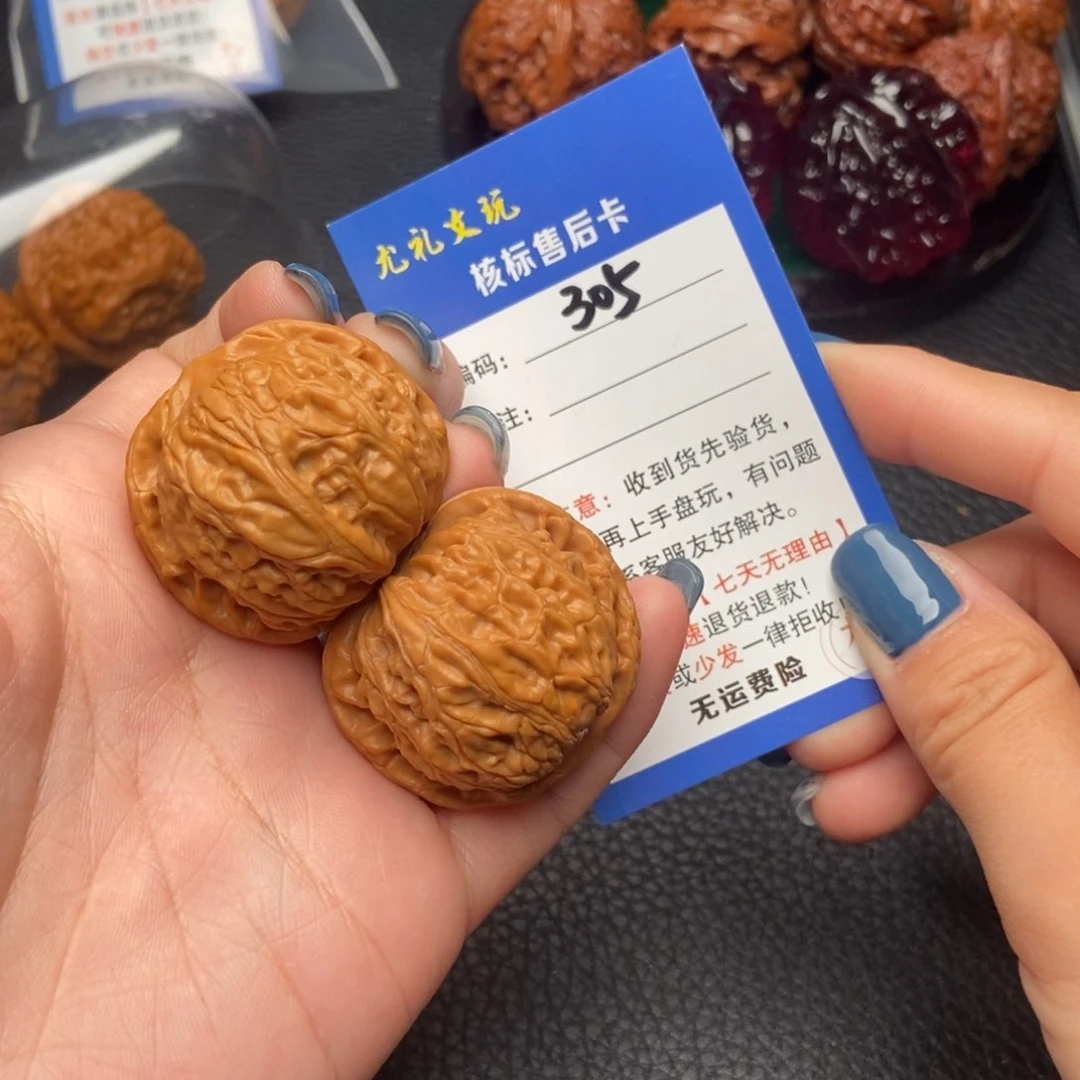 尤礼文玩
核标售后卡
305
编码：
注：
意：收到货先验货，
再上手盘玩，有问题
系客服友好解决。
【七天无理由】
速退货退款！
或少发一律拒收
无运费险